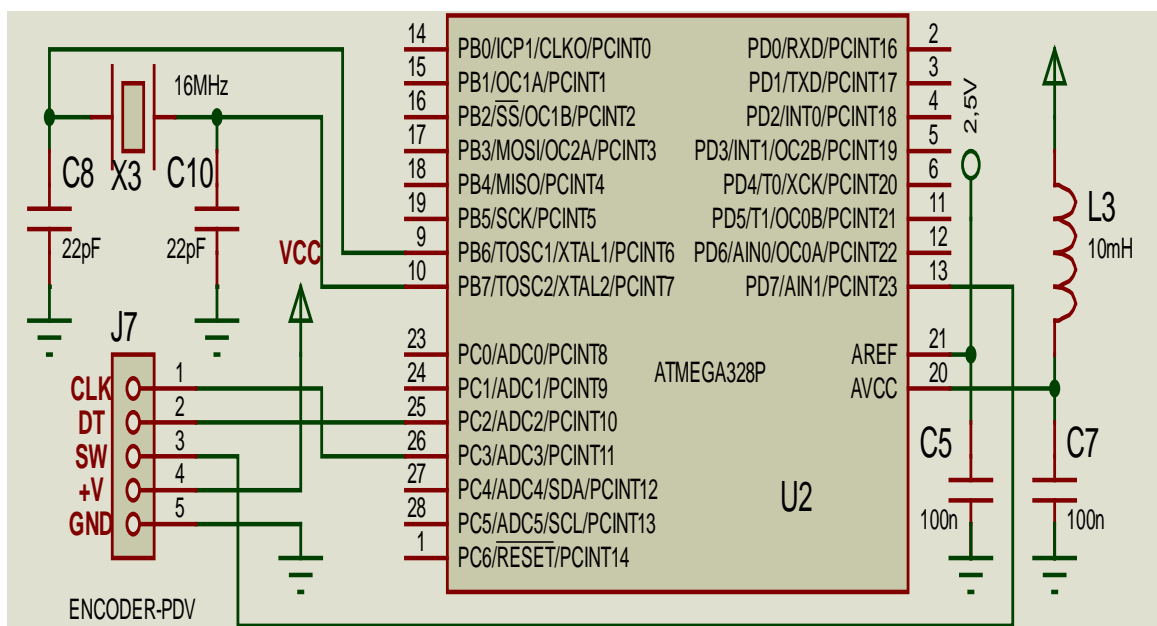 14 PB0/ICP1/CLKO/PCINT0
15 PB1/OC1A/PCINT1
16 PB2/SS/OC1B/PCINT2
17 PB3/MOSI/OC2A/PCINT3
18 PB4/MISO/PCINT4
19 PB5/SCK/PCINT5
9 PB6/TOSC1/XTAL1/PCINT6
10 PB7/TOSC2/XTAL2/PCINT7
23 PC0/ADC0/PCINT8
24 PC1/ADC1/PCINT9
25 PC2/ADC2/PCINT10
26 PC3/ADC3/PCINT11
27 PC4/ADC4/SDA/PCINT12
28 PC5/ADC5/SCL/PCINT13
1 PC6/RESET/PCINT14
PD0/RXD/PCINT16 2
PD1/TXD/PCINT17 3
PD2/INT0/PCINT18 4
PD3/INT1/OC2B/PCINT19 5
PD4/T0/XCK/PCINT20 6
PD5/T1/OC0B/PCINT21 11
PD6/AIN0/OC0A/PCINT22 12
PD7/AIN1/PCINT23 13
AREF 21
AVCC 20
ATMEGA328P
U2
16MHz
C8
X3
C10
22pF
22pF
VCC
J7
CLK 1
DT 2
SW 3
+V 4
GND 5
ENCODER-PDV
2,5V
L3
10mH
C5
100n
C7
100n